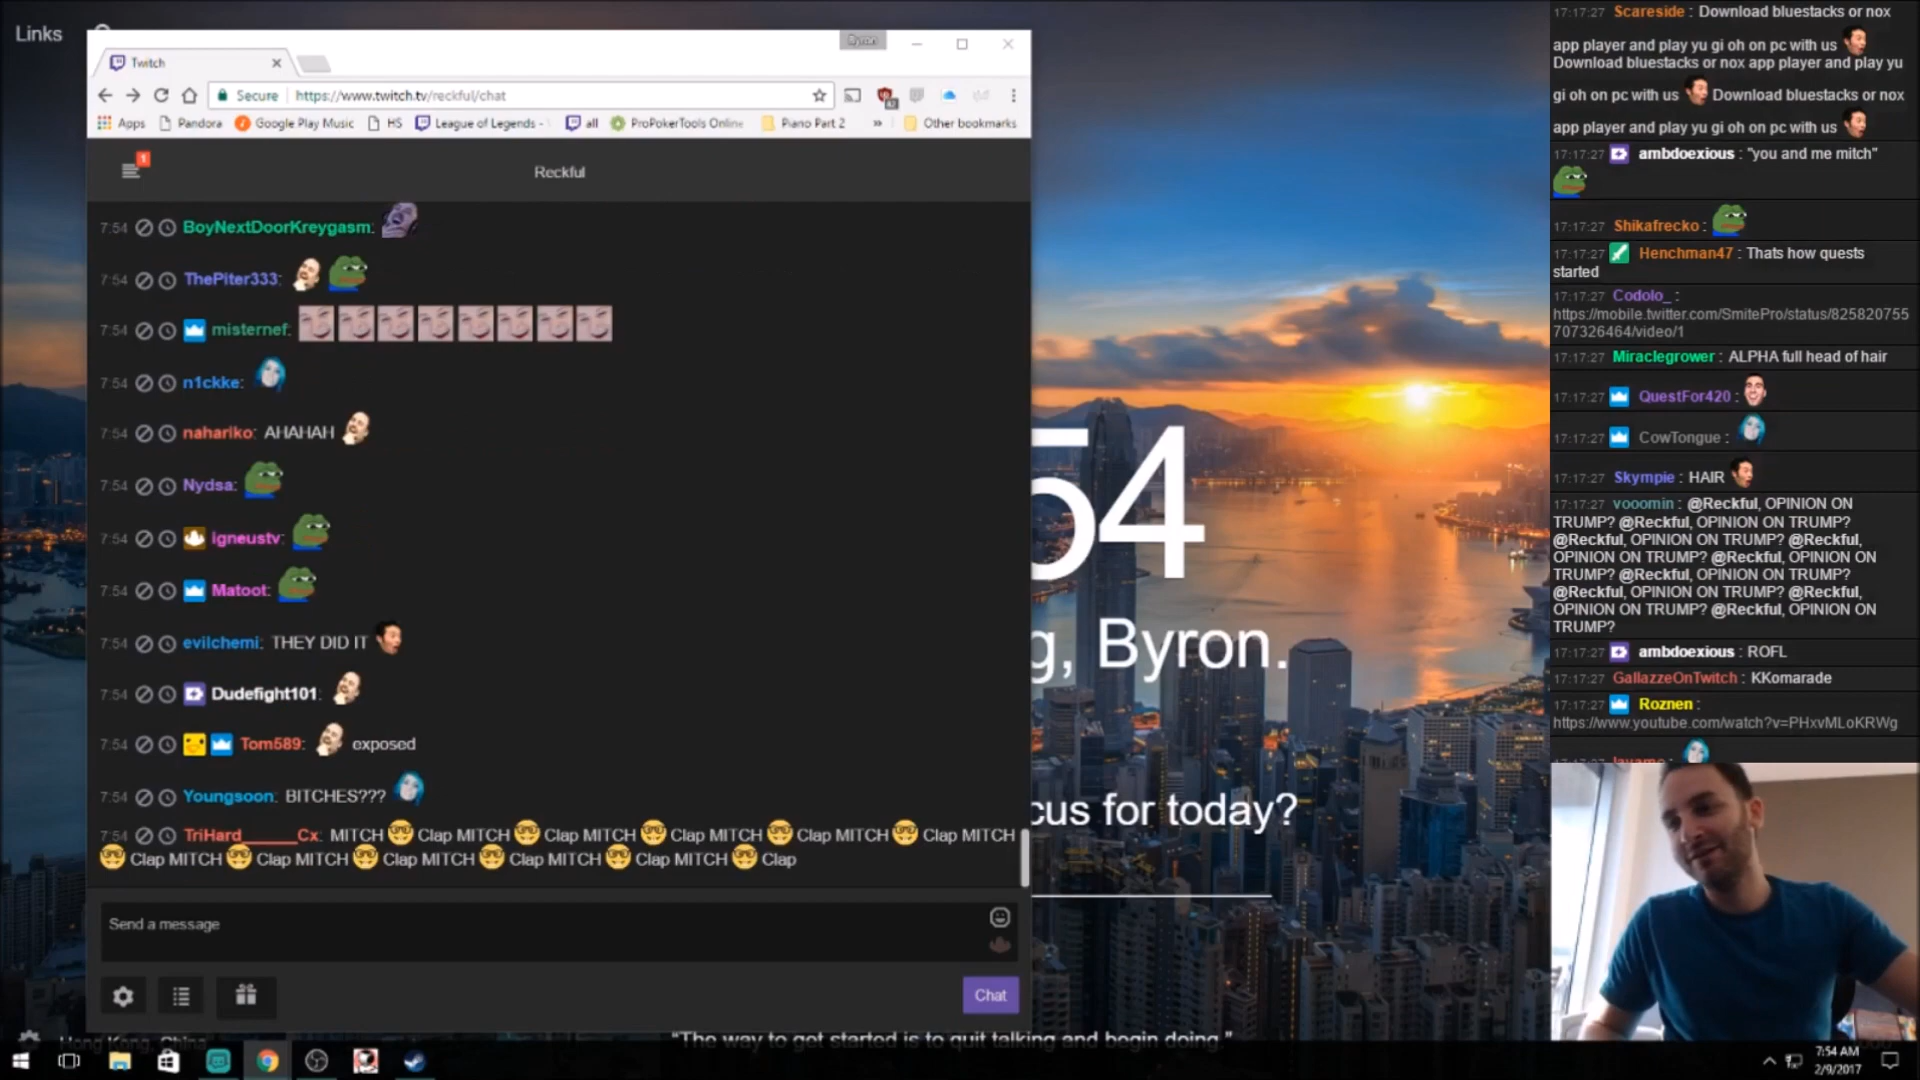 Links
Byron
Twitch
Secure https://www.twitch.tv/reckful/chat
Apps Pandora Google Play Music HS League of Legends - all ProPokerTools Online Piano Part 2 » Other bookmarks
1
Reckful
7:54 BoyNextDoorKreygasm:
7:54 ThePiter333:
7:54 misternef:
7:54 n1ckke:
7:54 nahariko: AHAHAH
7:54 Nydsa:
7:54 igneustv:
7:54 Matoot:
7:54 evilchemi: THEY DID IT
7:54 Dudefight101:
7:54 Tom589: exposed
7:54 Youngsoon: BITCHES???
7:54 TriHard______Cx: MITCH Clap MITCH Clap MITCH Clap MITCH Clap MITCH Clap MITCH
Clap MITCH Clap MITCH Clap MITCH Clap MITCH Clap MITCH Clap
Send a message
Chat
54
g, Byron.
cus for today?
Hong Kong, China
"The way to get started is to quit talking and begin doing."
7:54 AM
2/9/2017
17:17:27 Scareside : Download bluestacks or nox
app player and play yu gi oh on pc with us
Download bluestacks or nox app player and play yu
gi oh on pc with us Download bluestacks or nox
app player and play yu gi oh on pc with us
17:17:27 ambdoexious : "you and me mitch"
17:17:27 Shikafrecko :
17:17:27 Henchman47 : Thats how quests
started
17:17:27 Codolo_ :
https://mobile.twitter.com/SmitePro/status/825820755
707326464/video/1
17:17:27 Miraclegrower : ALPHA full head of hair
17:17:27 QuestFor420 :
17:17:27 CowTongue :
17:17:27 Skympie : HAIR
17:17:27 vooomin : @Reckful, OPINION ON
TRUMP? @Reckful, OPINION ON TRUMP?
@Reckful, OPINION ON TRUMP? @Reckful,
OPINION ON TRUMP? @Reckful, OPINION ON
TRUMP? @Reckful, OPINION ON TRUMP?
@Reckful, OPINION ON TRUMP? @Reckful,
OPINION ON TRUMP? @Reckful, OPINION ON
TRUMP?
17:17:27 ambdoexious : ROFL
17:17:27 GallazzeOnTwitch : KKomarade
17:17:27 Roznen :
https://www.youtube.com/watch?v=PHxvMLoKRWg